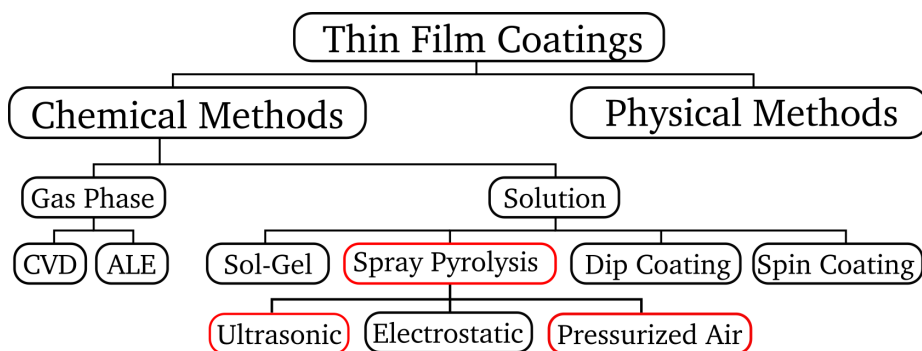 Thin Film Coatings
Chemical Methods
Physical Methods
Gas Phase
Solution
CVD
ALE
Sol-Gel
Spray Pyrolysis
Dip Coating
Spin Coating
Ultrasonic
Electrostatic
Pressurized Air